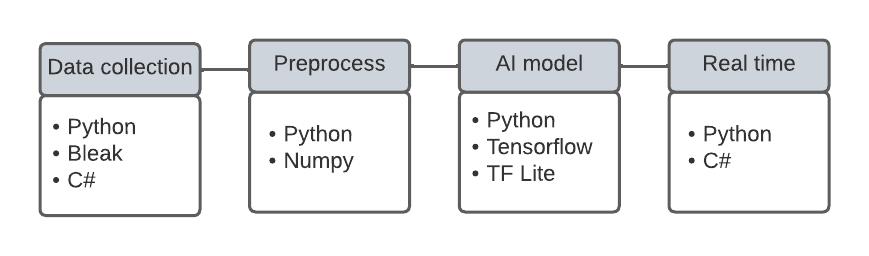 Data collection
• Python
• Bleak
• C#
Preprocess
• Python
• Numpy
AI model
• Python
• Tensorflow
• TF Lite
Real time
• Python
• C#